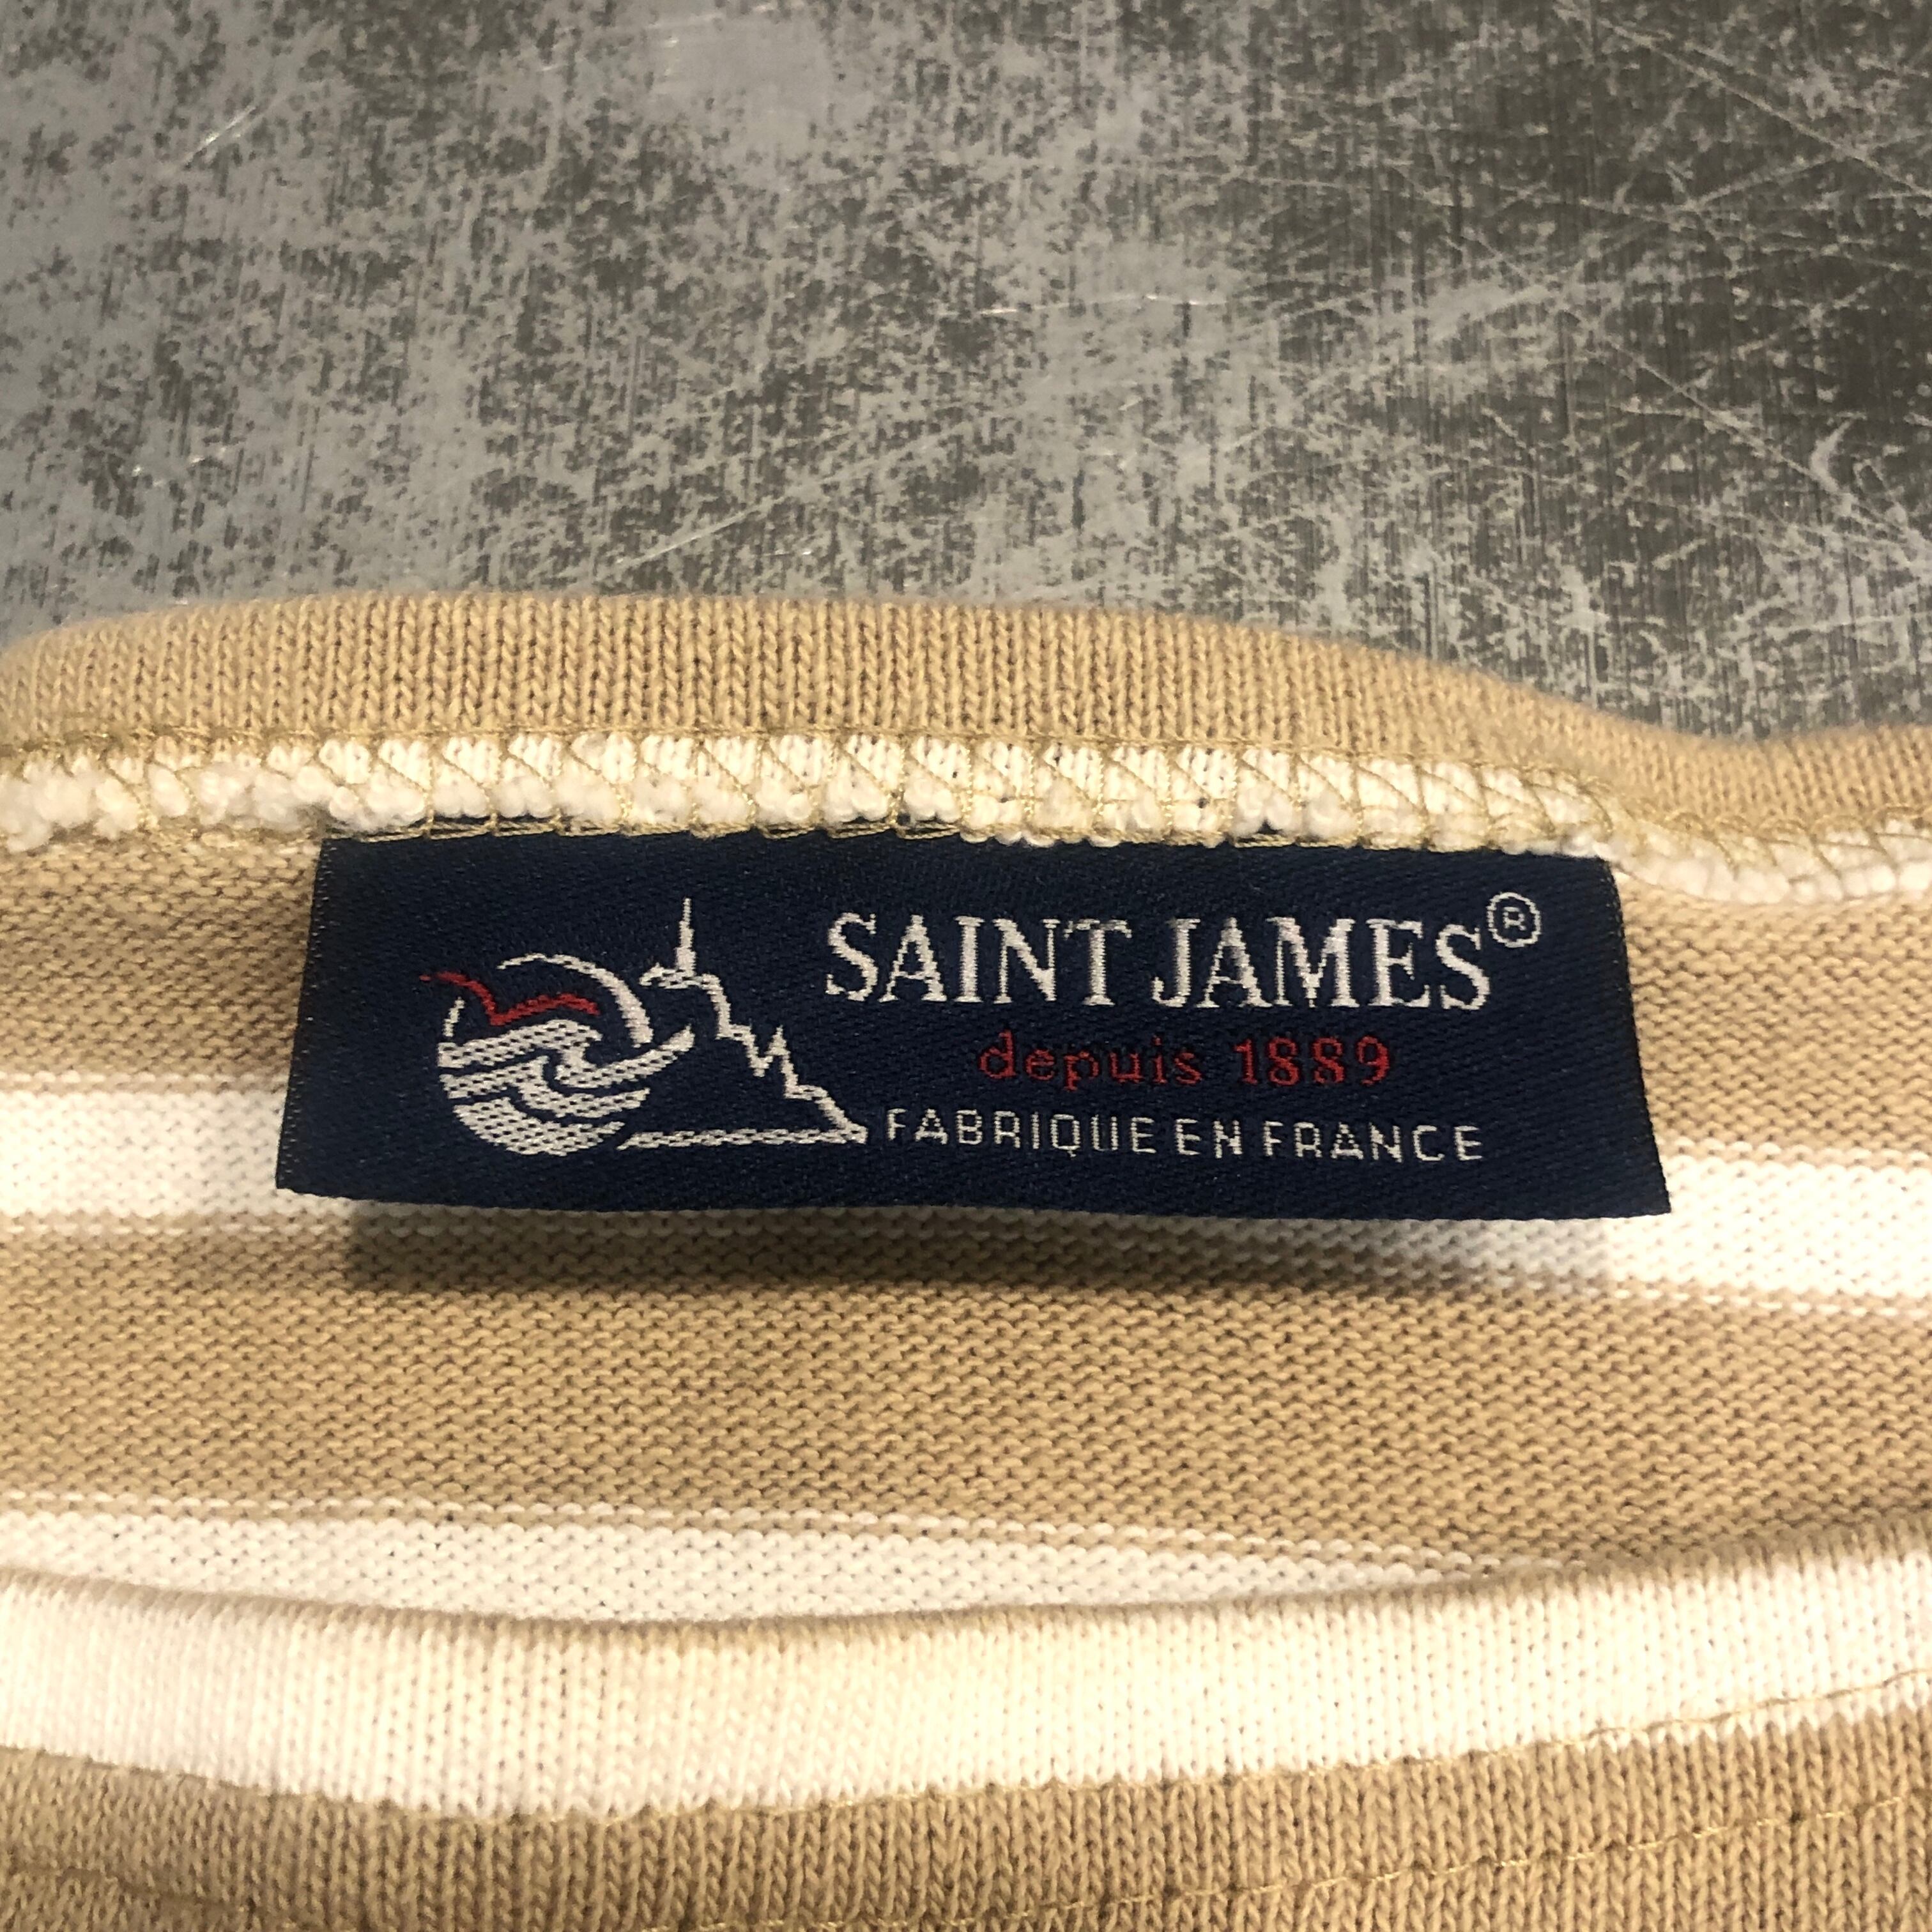 SAINT JAMES®
depuis 1889
FABRIQUE EN FRANCE